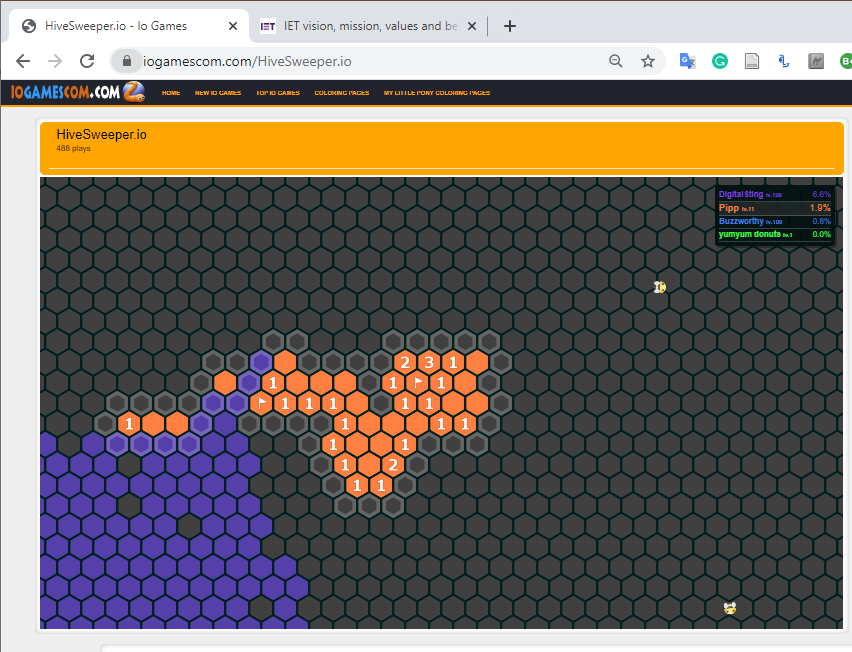 HiveSweeper.io - Io Games
IET vision, mission, values and be
iogamescom.com/HiveSweeper.io
B
IOGAMESCOM.COM
HOME NEW IO GAMES TOP IO GAMES COLORING PAGES MY LITTLE PONY COLORING PAGES
HiveSweeper.io
488 plays
Digital Sting lv.100 6.6%
Pipp lv.11 1.9%
Buzzworthy lv.100 0.8%
yumyum donuts lv.1 0.0%
2 3 1
1 1 1
1 1 1 1 1
1 1 1 1
1 1
1 2
1 1